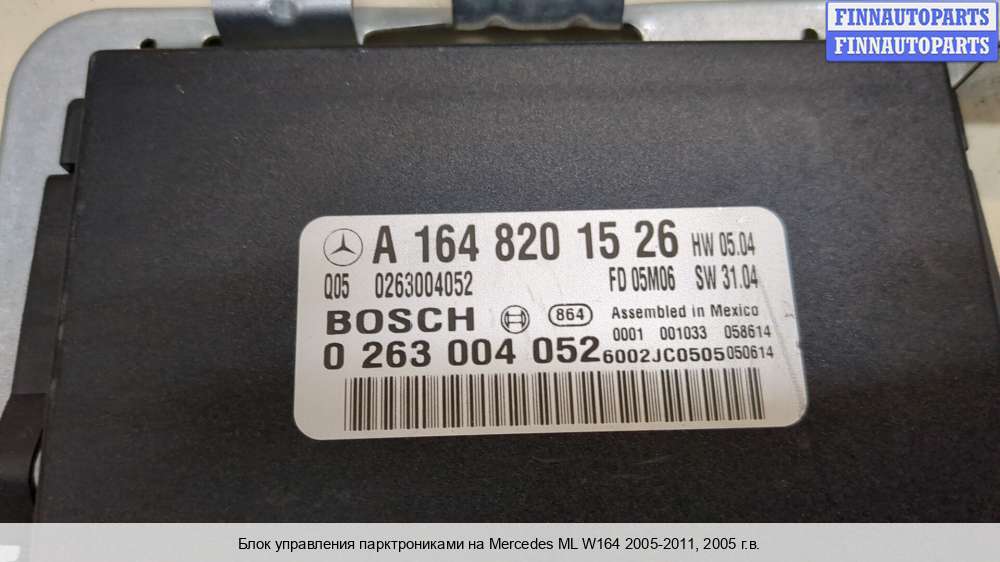 FINNAUTOPARTS
FINNAUTOPARTS
A 164 820 15 26 HW 05.04
Q05 0263004052 FD 05M06 SW 31.04
BOSCH 864 Assembled in Mexico
0001 001033 058614
0 263 004 052 6002JC0505 050614
Блок управления парктрониками на Mercedes ML W164 2005-2011, 2005 г.в.